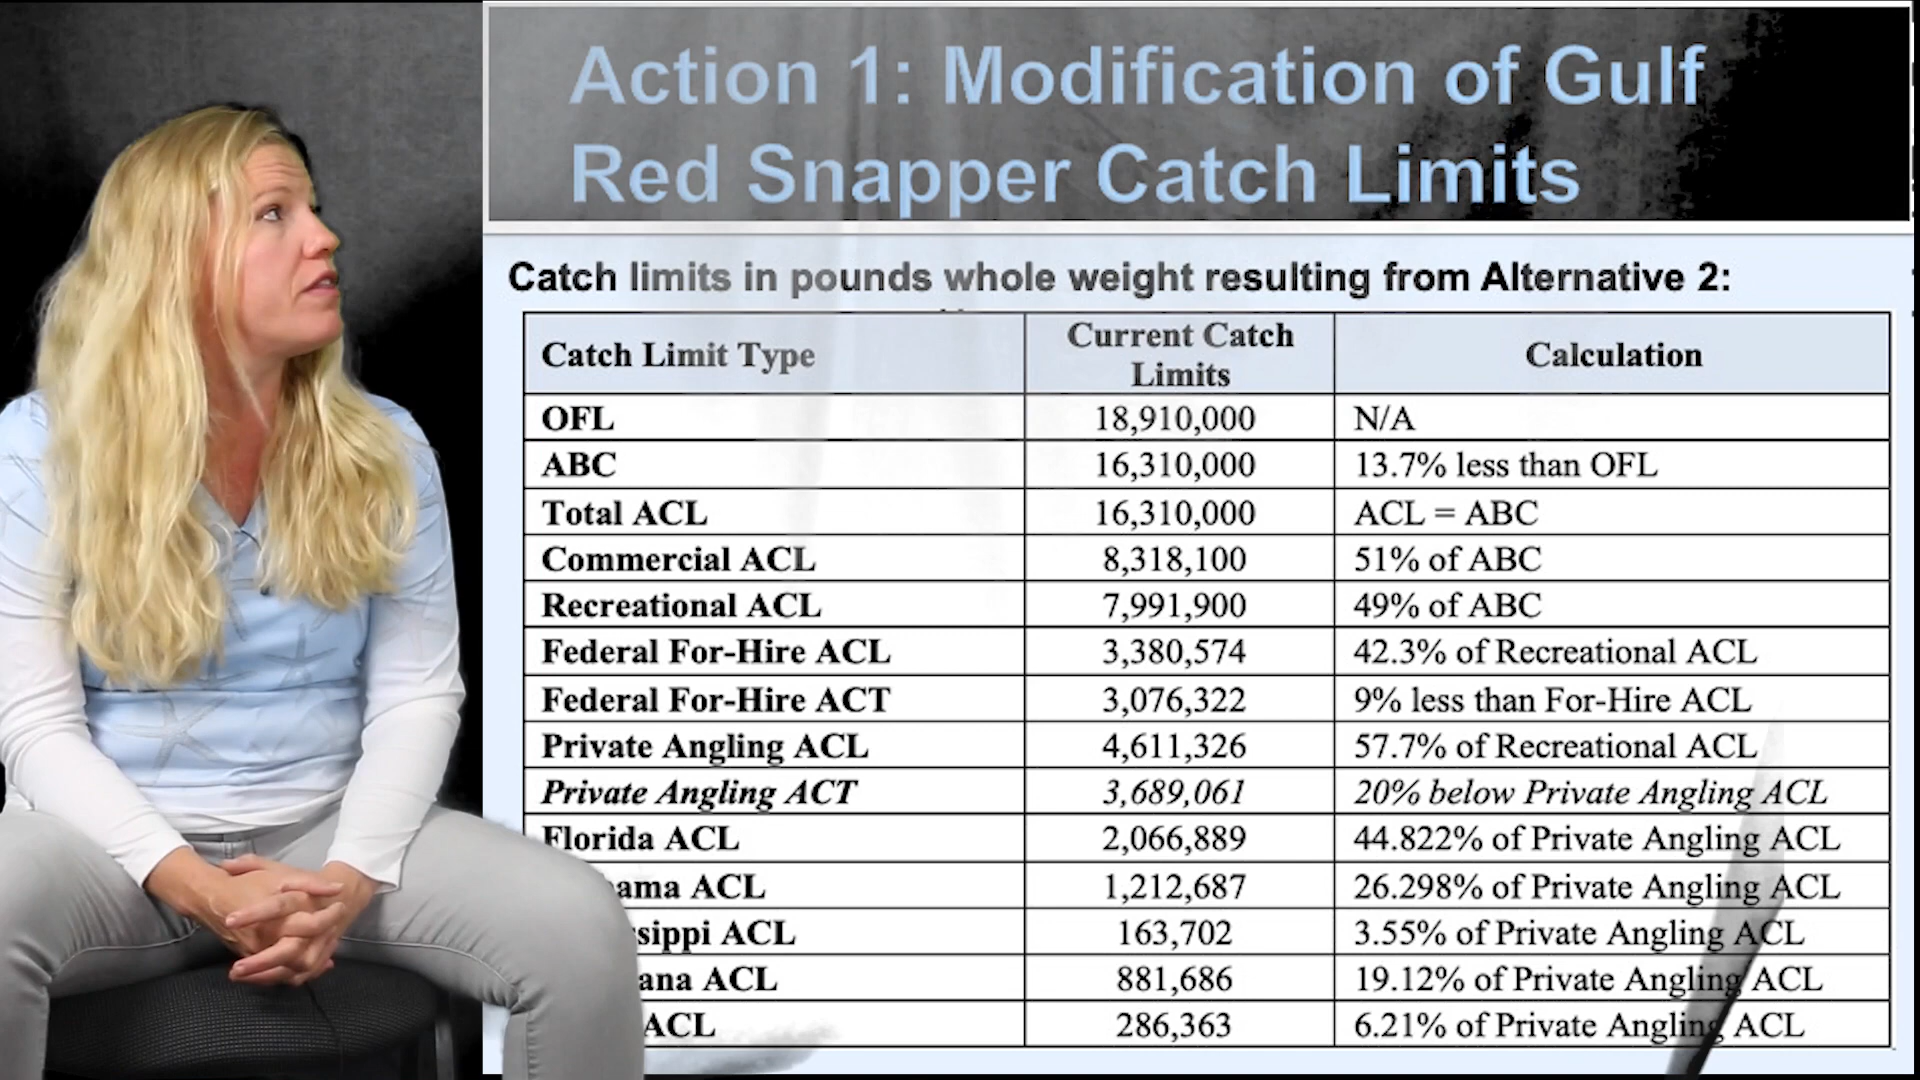 Action 1: Modification of Gulf
Red Snapper Catch Limits
Catch limits in pounds whole weight resulting from Alternative 2:
Catch Limit Type Current Catch Limits Calculation
OFL 18,910,000 N/A
ABC 16,310,000 13.7% less than OFL
Total ACL 16,310,000 ACL = ABC
Commercial ACL 8,318,100 51% of ABC
Recreational ACL 7,991,900 49% of ABC
Federal For-Hire ACL 3,380,574 42.3% of Recreational ACL
Federal For-Hire ACT 3,076,322 9% less than For-Hire ACL
Private Angling ACL 4,611,326 57.7% of Recreational ACL
Private Angling ACT 3,689,061 20% below Private Angling ACL
Florida ACL 2,066,889 44.822% of Private Angling ACL
ama ACL 1,212,687 26.298% of Private Angling ACL
sippi ACL 163,702 3.55% of Private Angling ACL
ana ACL 881,686 19.12% of Private Angling ACL
ACL 286,363 6.21% of Private Angling ACL